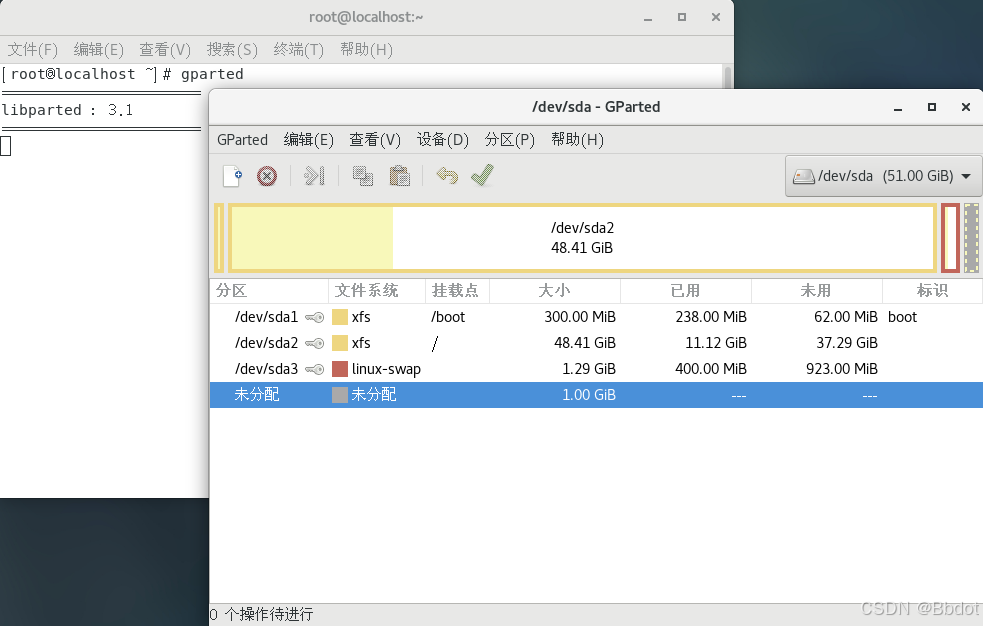 root@localhost:~
文件(F) 编辑(E) 查看(V) 搜索(S) 终端(T) 帮助(H)
[root@localhost ~]# gparted
======================
libparted : 3.1
======================
/dev/sda - GParted
GParted 编辑(E) 查看(V) 设备(D) 分区(P) 帮助(H)
/dev/sda (51.00 GiB)
/dev/sda2
48.41 GiB
分区 文件系统 挂载点 大小 已用 未用 标识
/dev/sda1 xfs /boot 300.00 MiB 238.00 MiB 62.00 MiB boot
/dev/sda2 xfs / 48.41 GiB 11.12 GiB 37.29 GiB
/dev/sda3 linux-swap 1.29 GiB 400.00 MiB 923.00 MiB
未分配 未分配 1.00 GiB --- ---
0 个操作待进行
CSDN @Bbdot